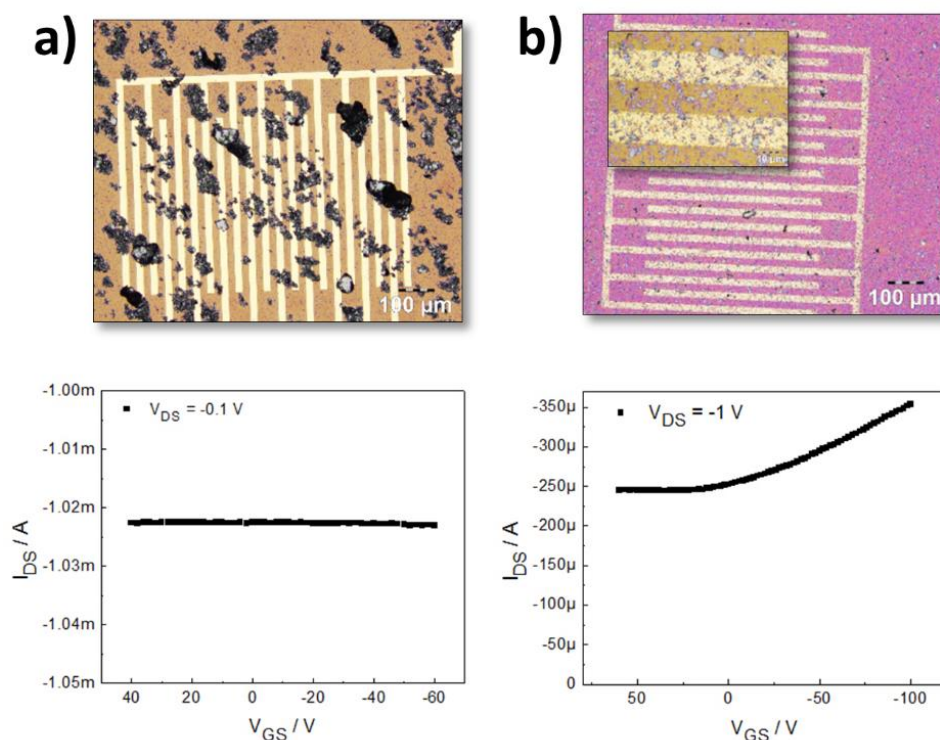 a)
100 µm
b)
10 µm
100 µm
-1.00m
-1.01m
-1.02m
-1.03m
-1.04m
-1.05m
I_DS / A
V_DS = -0.1 V
40
20
0
-20
-40
-60
V_GS / V
-350µ
-300µ
-250µ
-200µ
-150µ
-100µ
-50µ
0
I_DS / A
V_DS = -1 V
50
0
-50
-100
V_GS / V